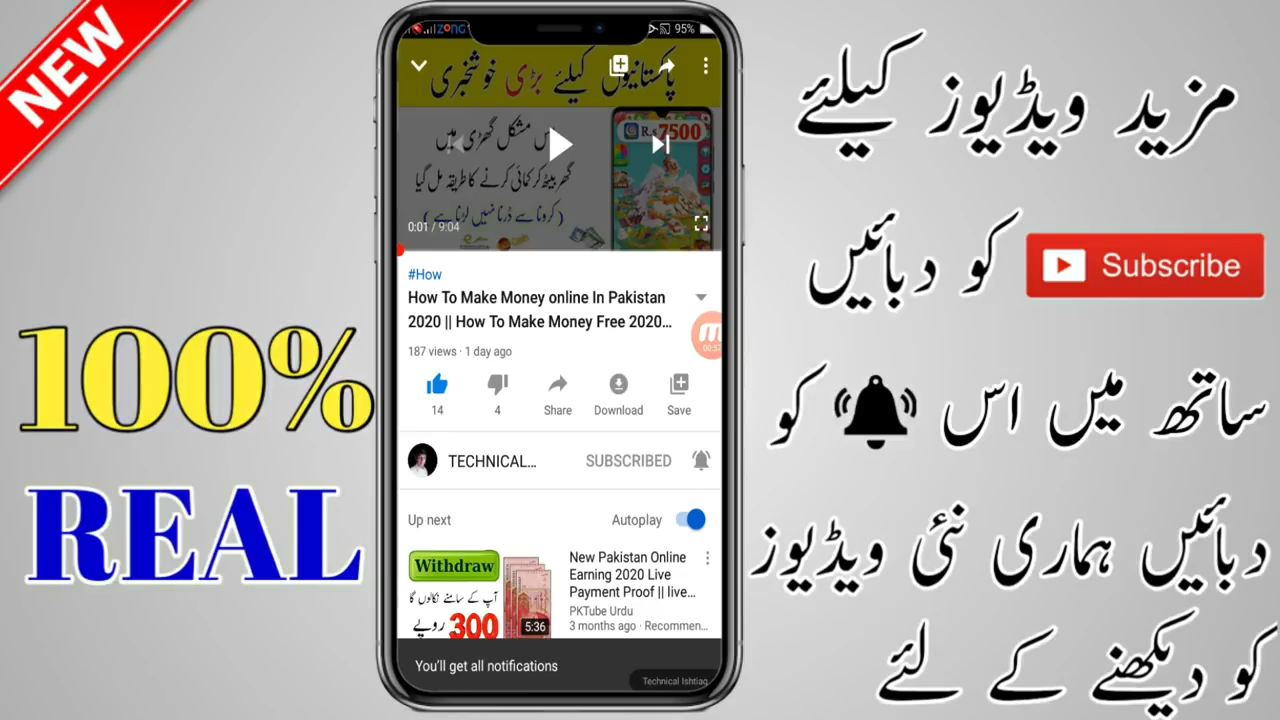 NEW
100%
REAL
ZONG
95%
پاکستانیوں کیلئے بڑی خوشخبری
اس مشکل گھڑی میں
گھر بیٹھ کر کمائی کرنے کا طریقہ مل گیا
( کرونا سے ڈرنا نہیں لڑنا ہے )
R.s 7500
0:01 / 9:04
#How
How To Make Money online In Pakistan
2020 || How To Make Money Free 2020...
187 views · 1 day ago
14
4
Share
Download
Save
TECHNICAL...
SUBSCRIBED
Up next
Autoplay
Withdraw
آپ کے سامنے نکالوں گا
300 روپے
5:36
New Pakistan Online
Earning 2020 Live
Payment Proof || live...
PKTube Urdu
3 months ago · Recommen...
You'll get all notifications
Technical Ishtiaq
مزید ویڈیوز کیلئے
Subscribe کو دبائیں
ساتھ میں اس کو
دبائیں ہماری نئی ویڈیوز
کو دیکھنے کے لئے